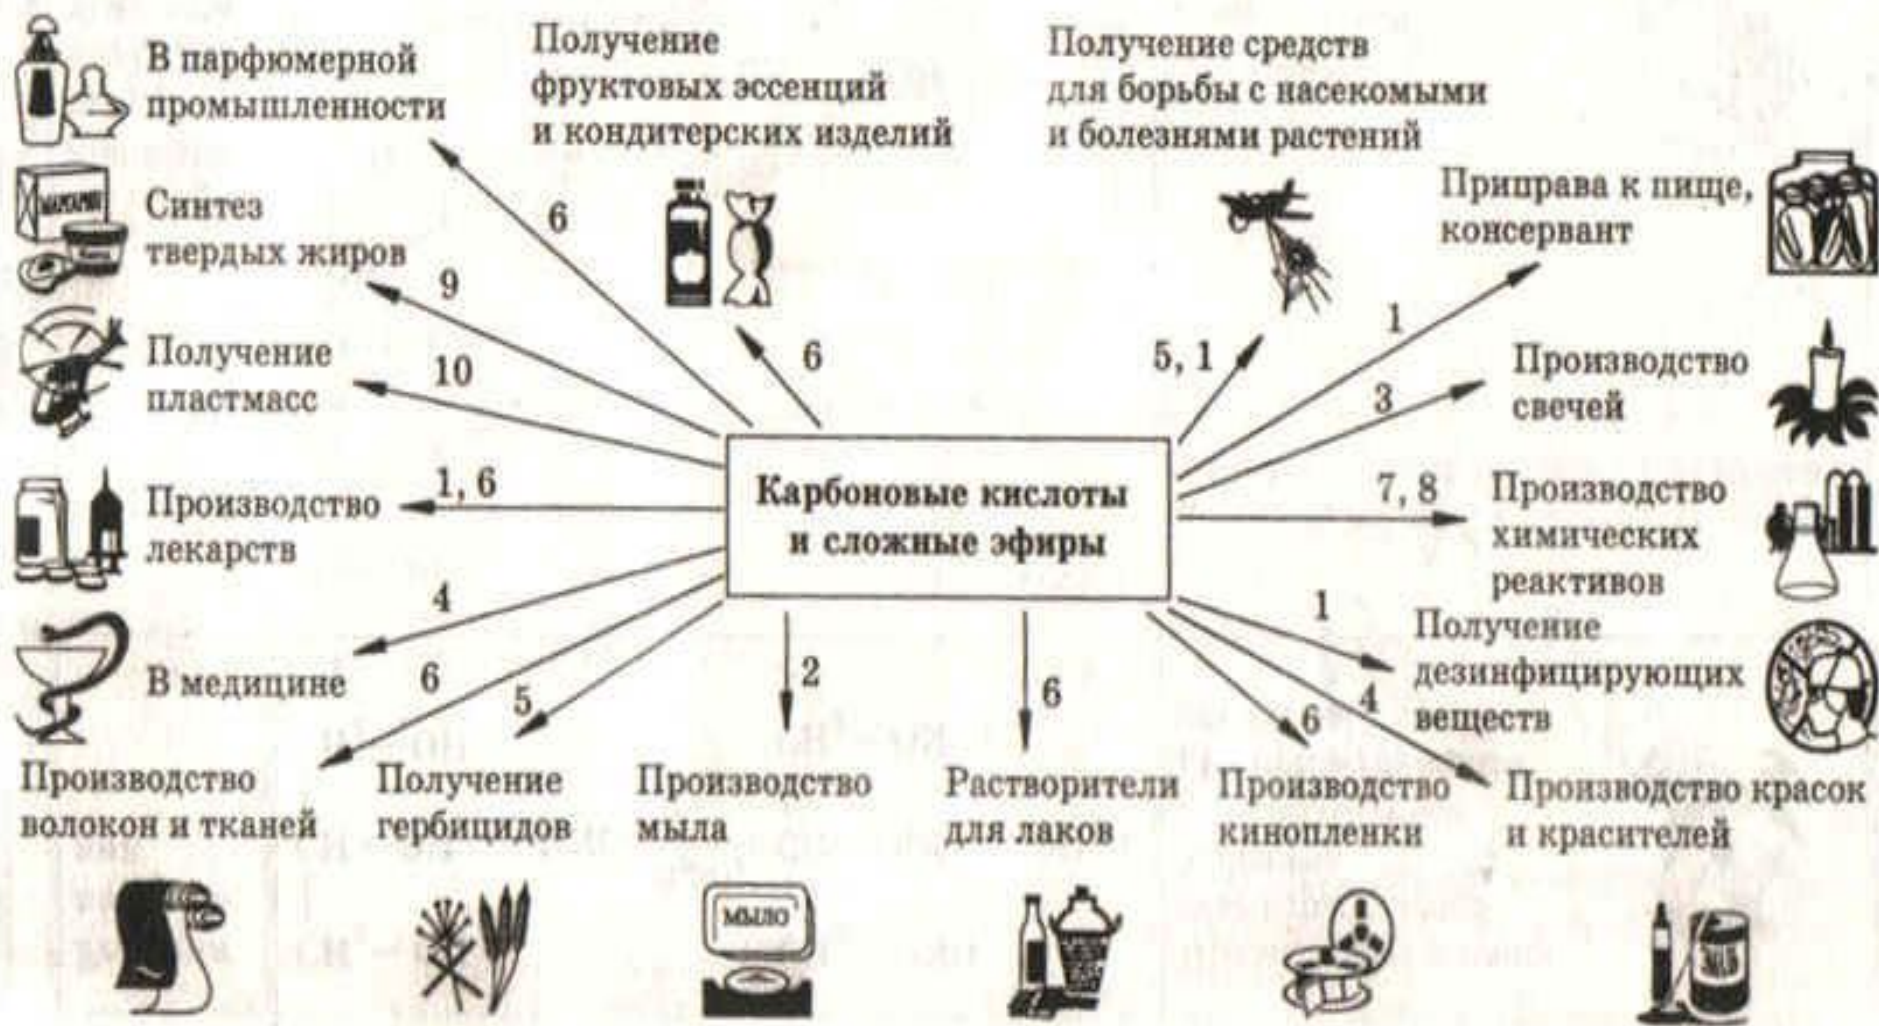 В парфюмерной
промышленности
Получение
фруктовых эссенций
и кондитерских изделий
Получение средств
для борьбы с насекомыми
и болезнями растений
Приправа к пище,
консервант
Синтез
твердых жиров
МАРГАРИН
Получение
пластмасс
Производство
свечей
6
9
10
6
5, 1
1
3
Производство
лекарств
1, 6
Карбоновые кислоты
и сложные эфиры
7, 8
Производство
химических
реактивов
В медицине
4
6
5
2
6
6
4
1
Получение
дезинфицирующих
веществ
Производство
волокон и тканей
Получение
гербицидов
Производство
мыла
Растворители
для лаков
Производство
кинопленки
Производство красок
и красителей
МЫЛО